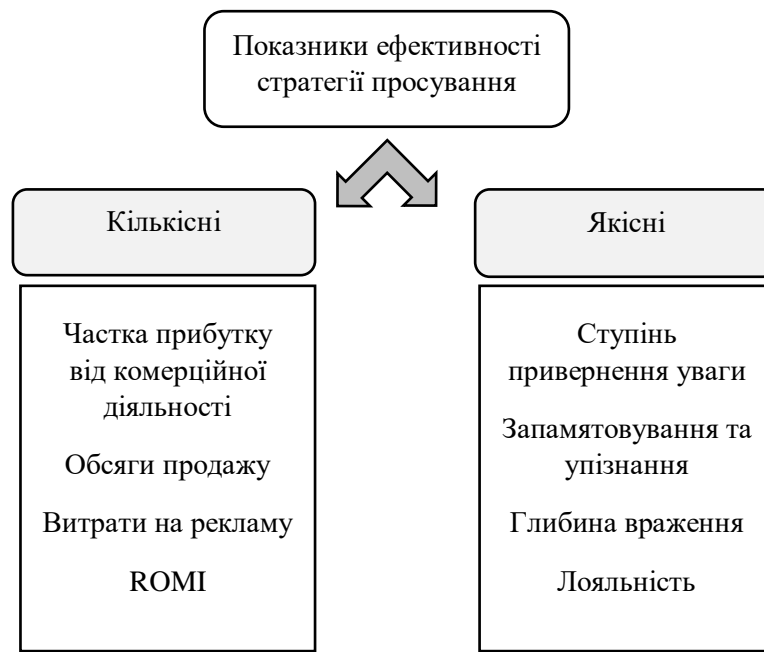 Показники ефективності
стратегії просування
Кількісні
Якісні
Частка прибутку
від комерційної
діяльності
Обсяги продажу
Витрати на рекламу
ROMI
Ступінь
привернення уваги
Запамятовування та
упізнання
Глибина враження
Лояльність